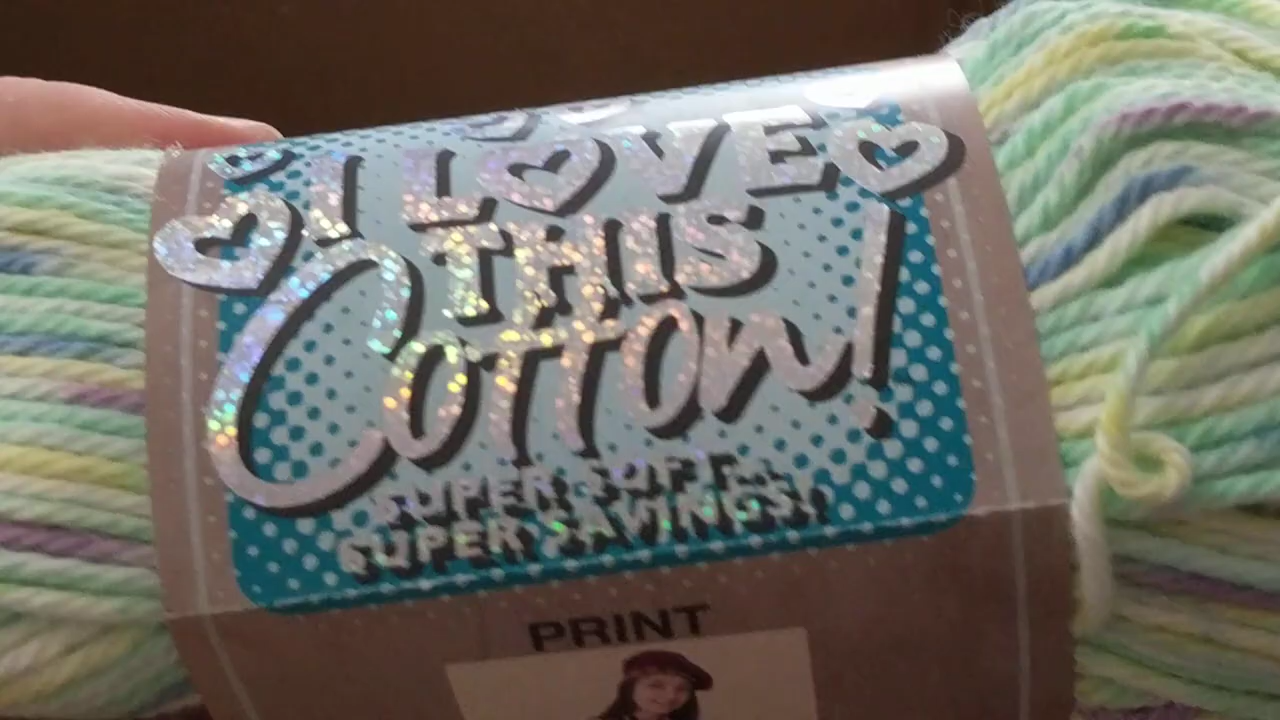 I LOVE
THIS
Cotton!
SUPER SOFT...
SUPER SAVINGS!
PRINT